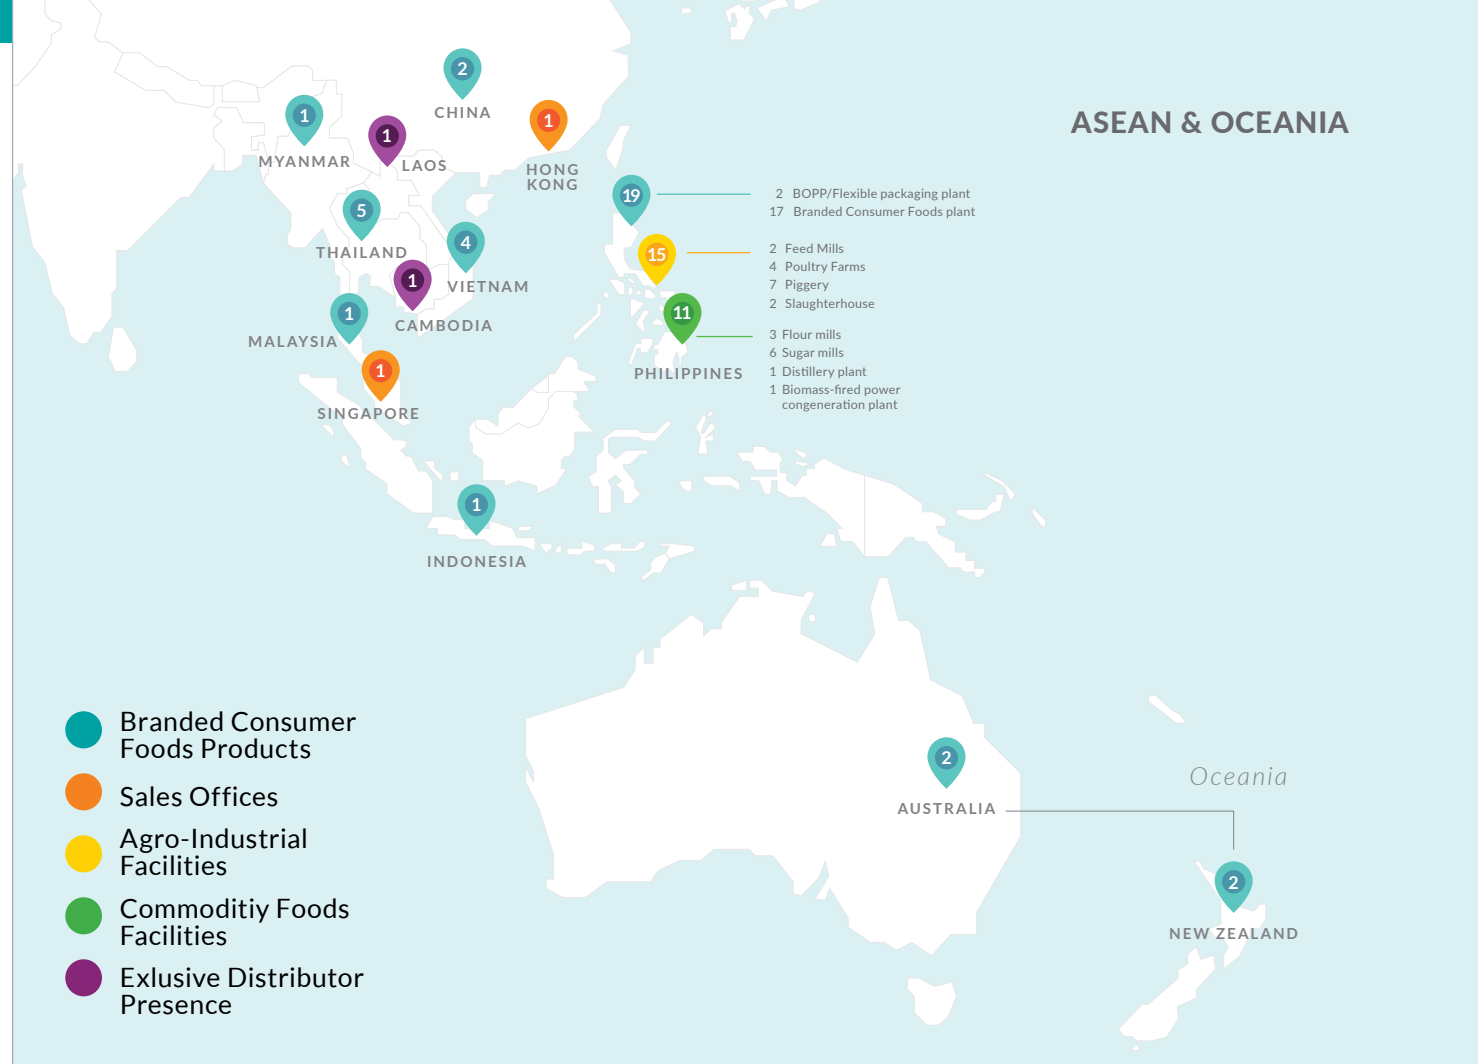 ASEAN & OCEANIA
2
CHINA
1
MYANMAR
1
LAOS
1
HONG
KONG
5
THAILAND
4
VIETNAM
1
CAMBODIA
1
MALAYSIA
1
SINGAPORE
19
2 BOPP/Flexible packaging plant
17 Branded Consumer Foods plant
15
2 Feed Mills
4 Poultry Farms
7 Piggery
2 Slaughterhouse
11
3 Flour mills
6 Sugar mills
1 Distillery plant
1 Biomass-fired power
congeneration plant
PHILIPPINES
1
INDONESIA
2
AUSTRALIA
Oceania
2
NEW ZEALAND
Branded Consumer
Foods Products
Sales Offices
Agro-Industrial
Facilities
Commoditiy Foods
Facilities
Exlusive Distributor
Presence